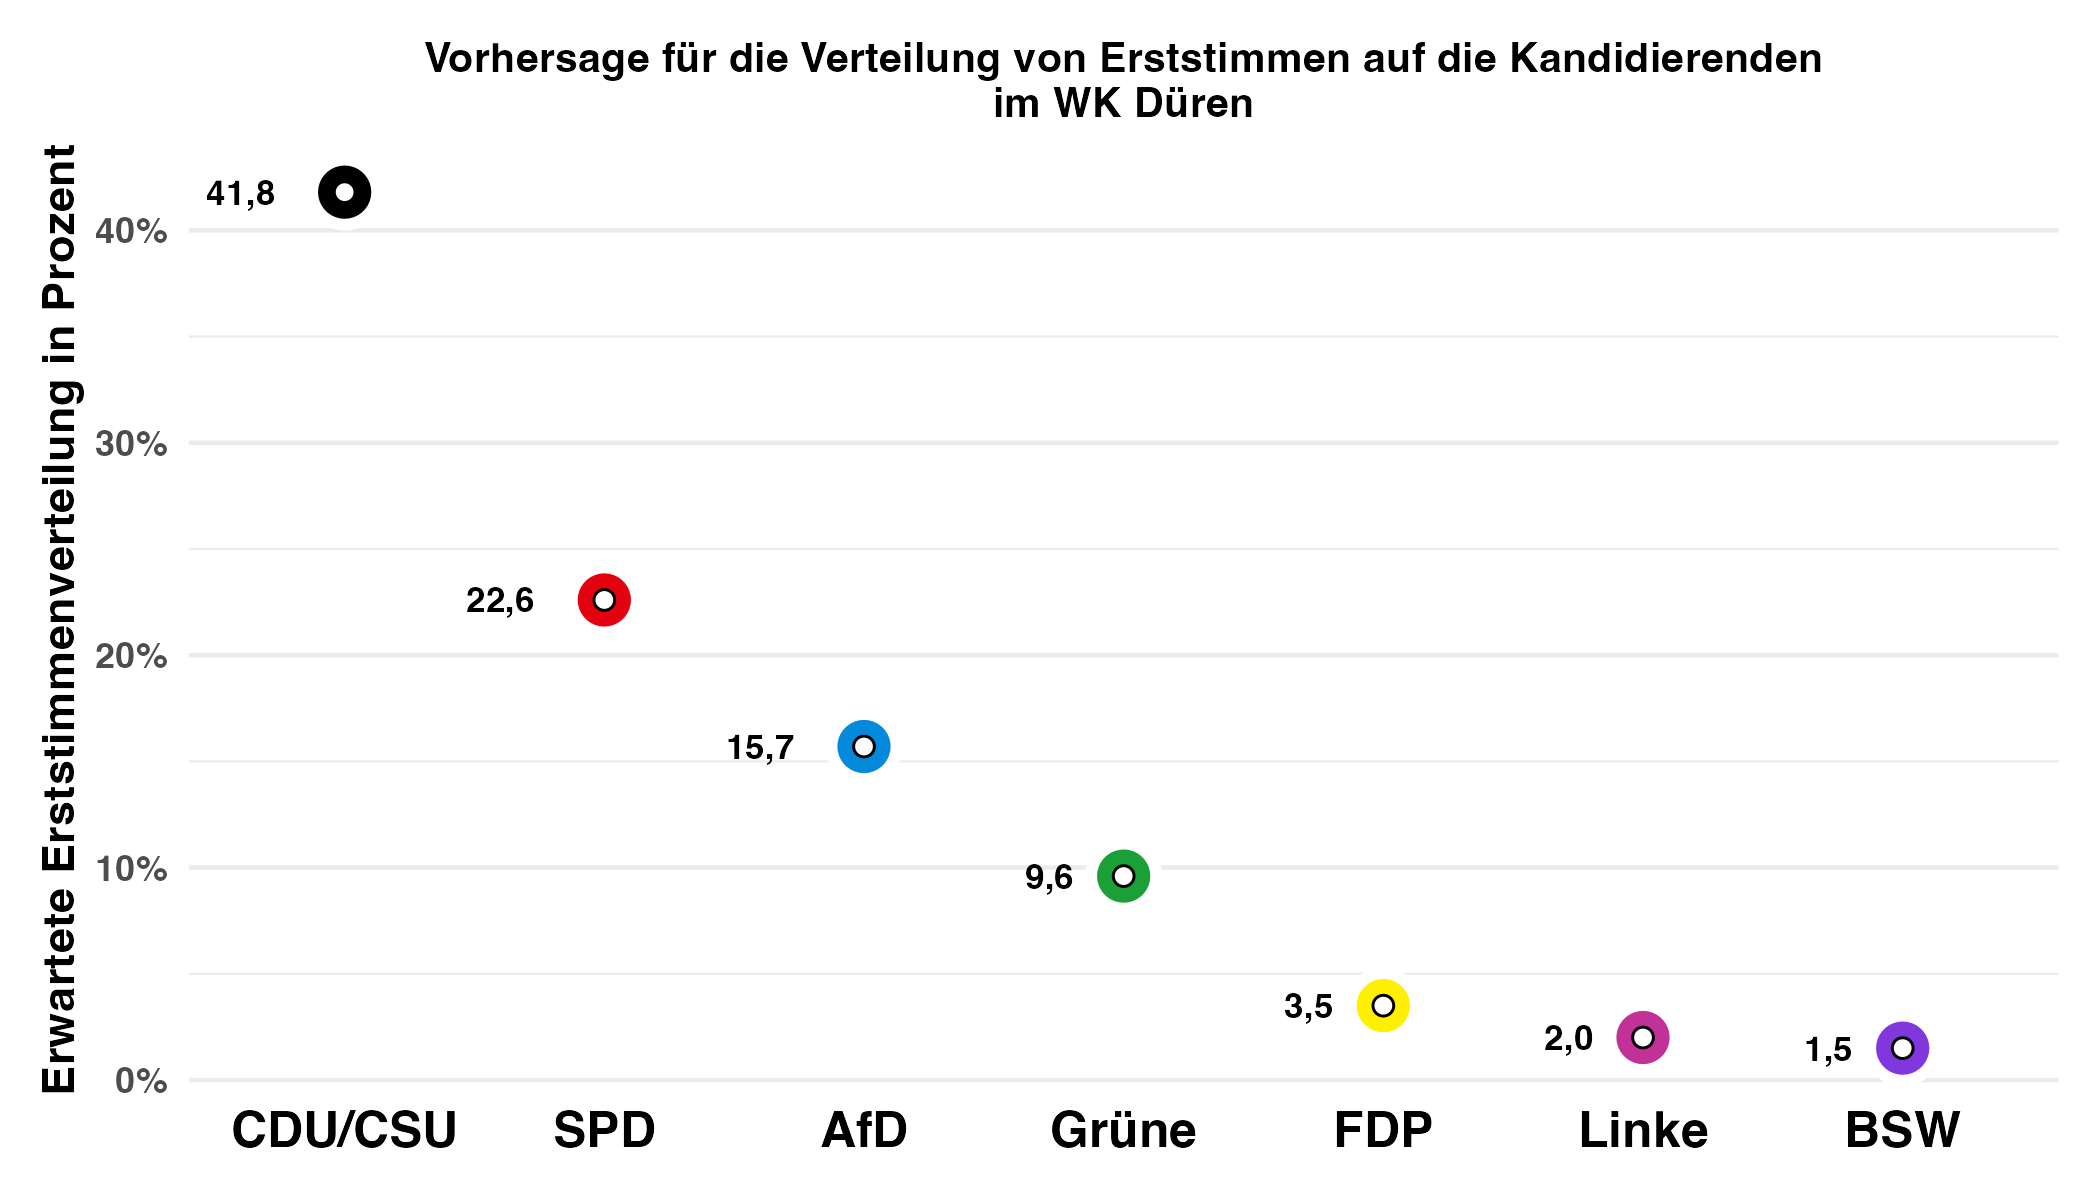 Vorhersage für die Verteilung von Erststimmen auf die Kandidierenden
im WK Düren
Erwartete Erststimmenverteilung in Prozent
40%
30%
20%
10%
0%
41,8
22,6
15,7
9,6
3,5
2,0
1,5
CDU/CSU
SPD
AfD
Grüne
FDP
Linke
BSW